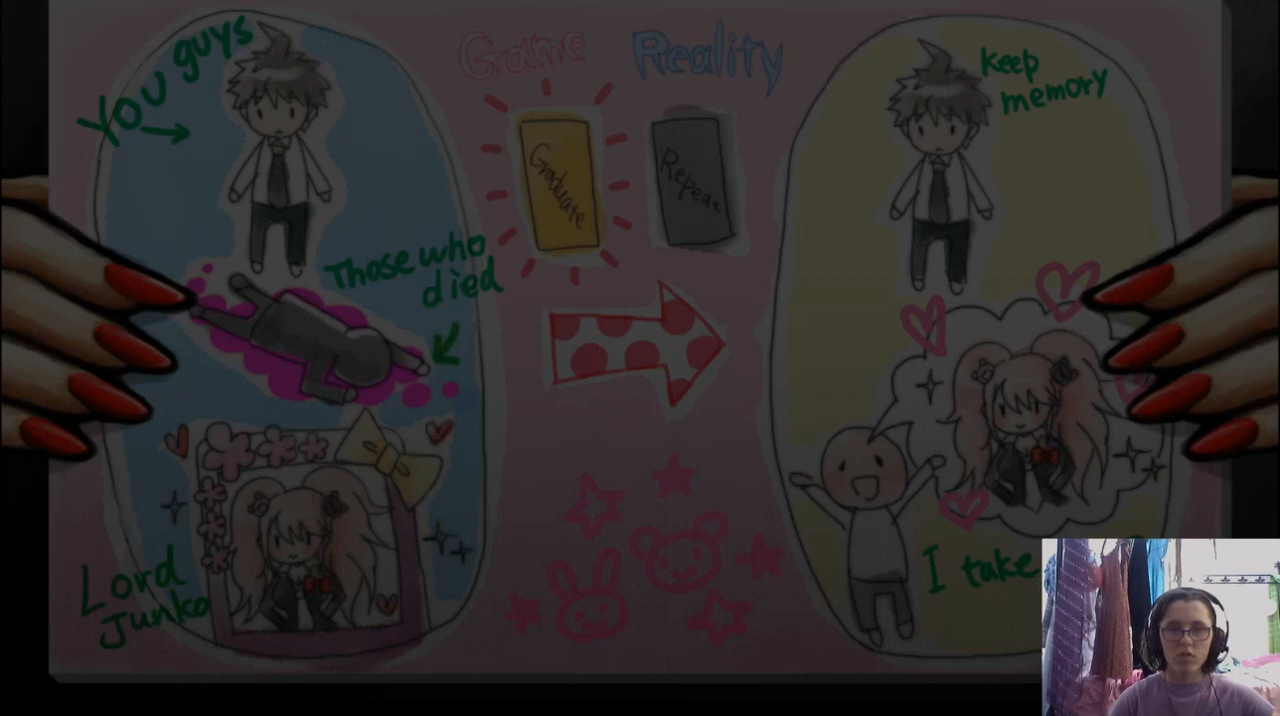 You guys
Game
Reality
Keep
memory
Graduate
Repeat
Those who
died
Lord
Junko
I take